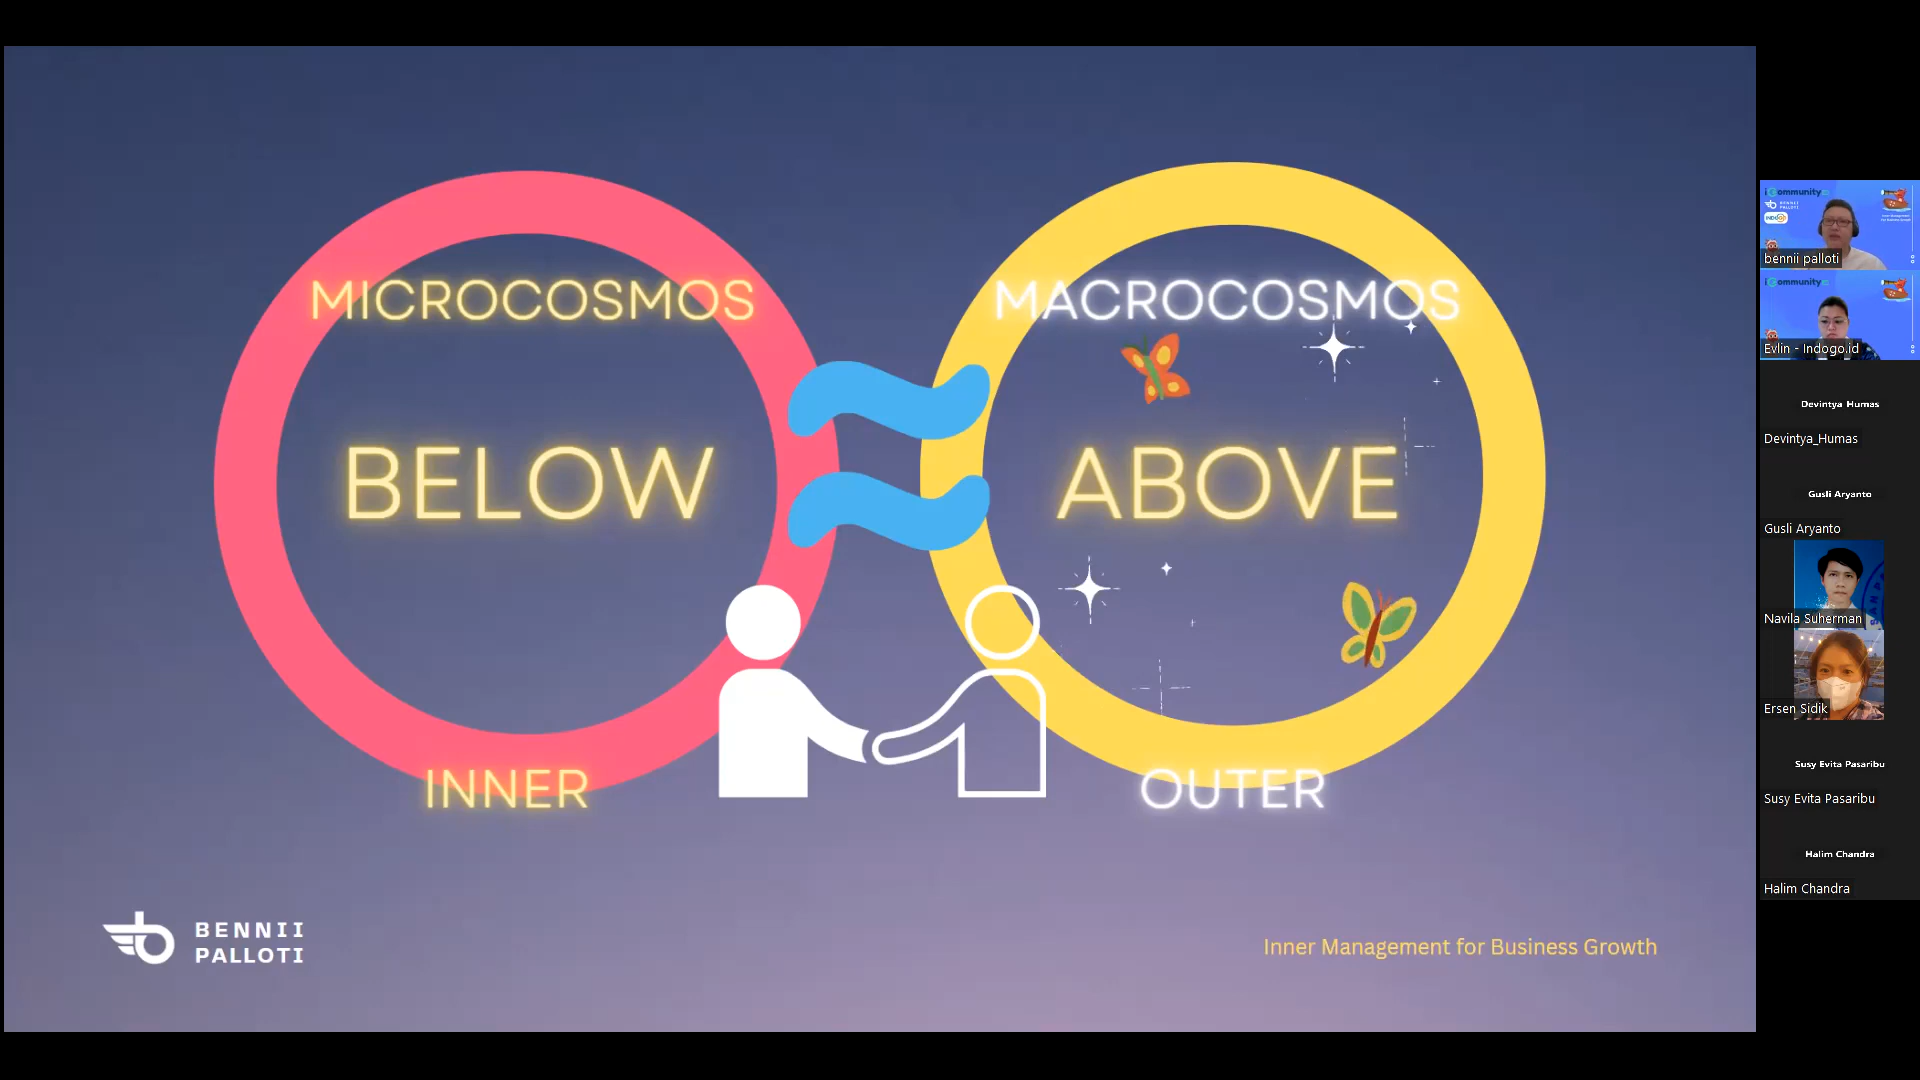 MICROCOSMOS
MACROCOSMOS
BELOW
ABOVE
INNER
OUTER
BENNII
PALLOTI
Inner Management for Business Growth
BENNII
PALLOTI
bennii palloti
Evlin - Indogo.id
Devintya Humas
Devintya_Humas
Gusli Aryanto
Gusli Aryanto
Navila Suherman
Ersen Sidik
Susy Evita Pasaribu
Susy Evita Pasaribu
Halim Chandra
Halim Chandra